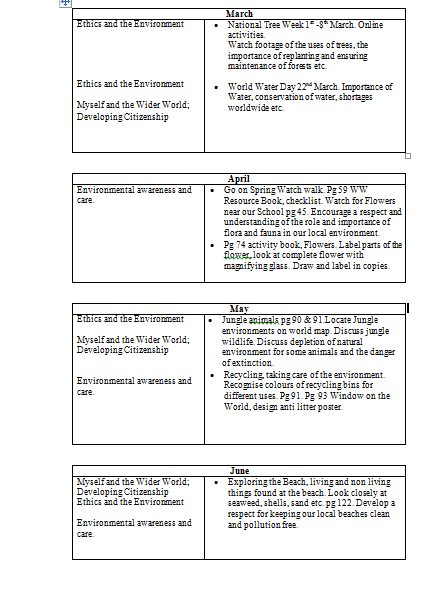 March
Ethics and the Environment
Ethics and the Environment
Myself and the Wider World;
Developing Citizenship
• National Tree Week 1st -8th March. Online
activities.
Watch footage of the uses of trees, the
importance of replanting and ensuring
maintenance of forests etc.
• World Water Day 22nd March. Importance of
Water, conservation of water, shortages
worldwide etc.
April
Environmental awareness and
care.
• Go on Spring Watch walk. Pg 59 WW
Resource Book, checklist. Watch for Flowers
near our School pg 45. Encourage a respect and
understanding of the role and importance of
flora and fauna in our local environment.
• Pg 74 activity book, Flowers. Label parts of the
flower, look at complete flower with
magnifying glass. Draw and label in copies.
May
Ethics and the Environment
Myself and the Wider World;
Developing Citizenship
Environmental awareness and
care.
• Jungle animals pg 90 & 91 Locate Jungle
environments on world map. Discuss jungle
wildlife. Discuss depletion of natural
environment for some animals and the danger
of extinction.
• Recycling, taking care of the environment.
Recognise colours of recycling bins for
different uses. Pg 91. Pg 93 Window on the
World, design anti litter poster.
June
Myself and the Wider World;
Developing Citizenship
Ethics and the Environment
Environmental awareness and
care.
• Exploring the Beach, living and non living
things found at the beach. Look closely at
seaweed, shells, sand etc. pg 122. Develop a
respect for keeping our local beaches clean
and pollution free.